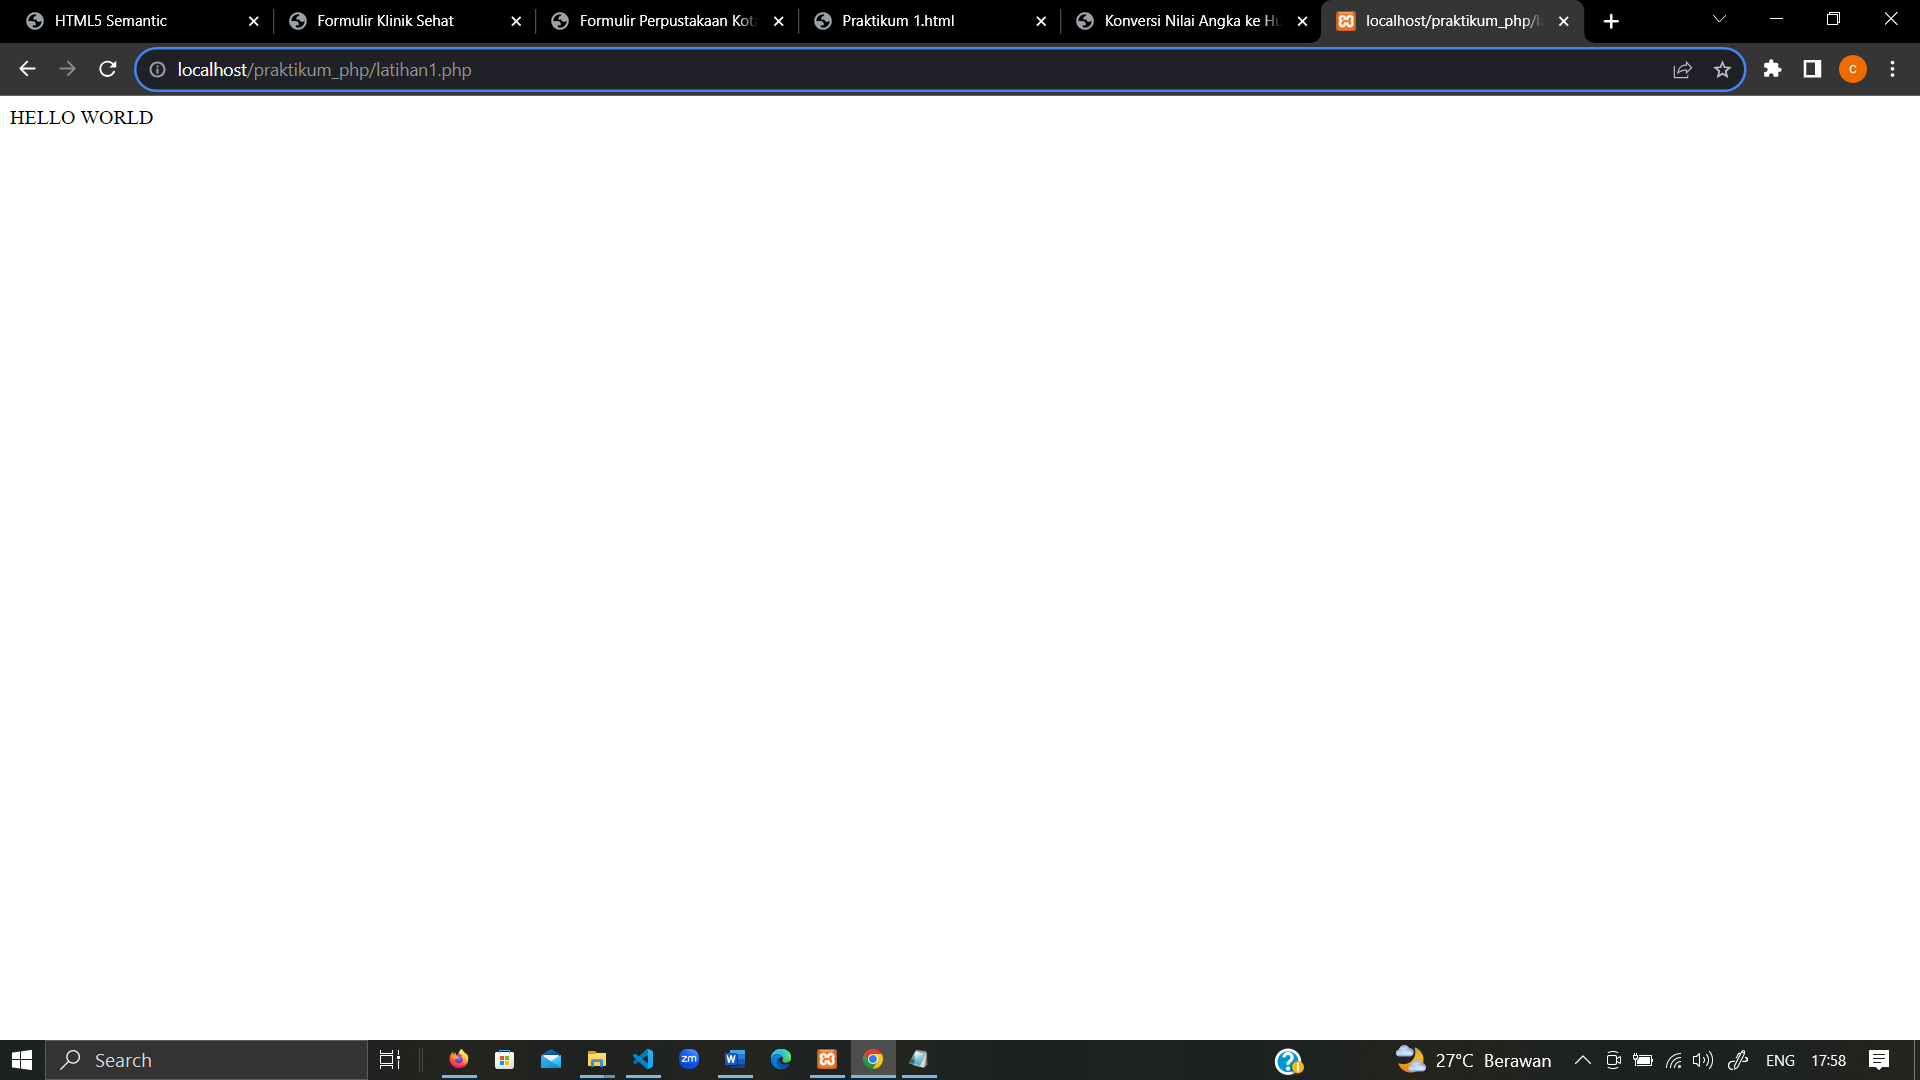 HTML5 Semantic
Formulir Klinik Sehat
Formulir Perpustakaan Kot
Praktikum 1.html
Konversi Nilai Angka ke Hu
localhost/praktikum_php/l
localhost/praktikum_php/latihan1.php
c
HELLO WORLD
Search
zm
W
27°C Berawan
ENG
17:58